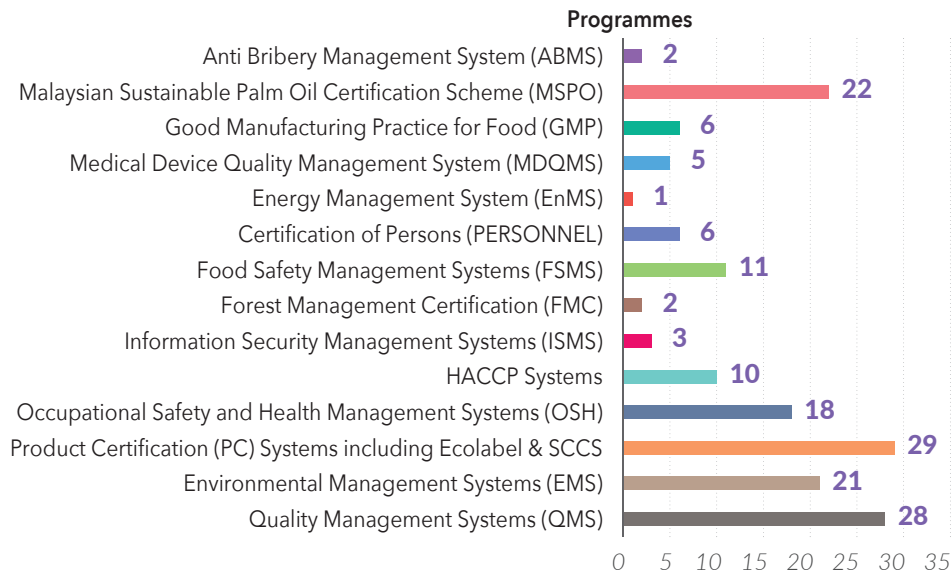 Programmes
Anti Bribery Management System (ABMS) 2
Malaysian Sustainable Palm Oil Certification Scheme (MSPO) 22
Good Manufacturing Practice for Food (GMP) 6
Medical Device Quality Management System (MDQMS) 5
Energy Management System (EnMS) 1
Certification of Persons (PERSONNEL) 6
Food Safety Management Systems (FSMS) 11
Forest Management Certification (FMC) 2
Information Security Management Systems (ISMS) 3
HACCP Systems 10
Occupational Safety and Health Management Systems (OSH) 18
Product Certification (PC) Systems including Ecolabel & SCCS 29
Environmental Management Systems (EMS) 21
Quality Management Systems (QMS) 28
0 5 10 15 20 25 30 35